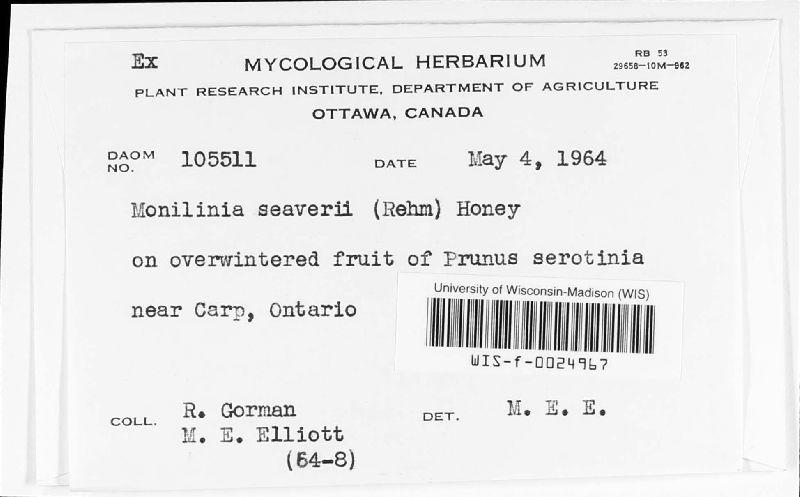 Ex
MYCOLOGICAL HERBARIUM
RB 53
29658-10M-962
PLANT RESEARCH INSTITUTE, DEPARTMENT OF AGRICULTURE
OTTAWA, CANADA
DAOM NO. 105511 DATE May 4, 1964
Monilinia seaverii (Rehm) Honey
on overwintered fruit of Prunus serotinia
near Carp, Ontario
University of Wisconsin-Madison (WIS)
WIS-f-0024967
COLL. R. Gorman
M. E. Elliott
(64-8)
DET. M. E. E.